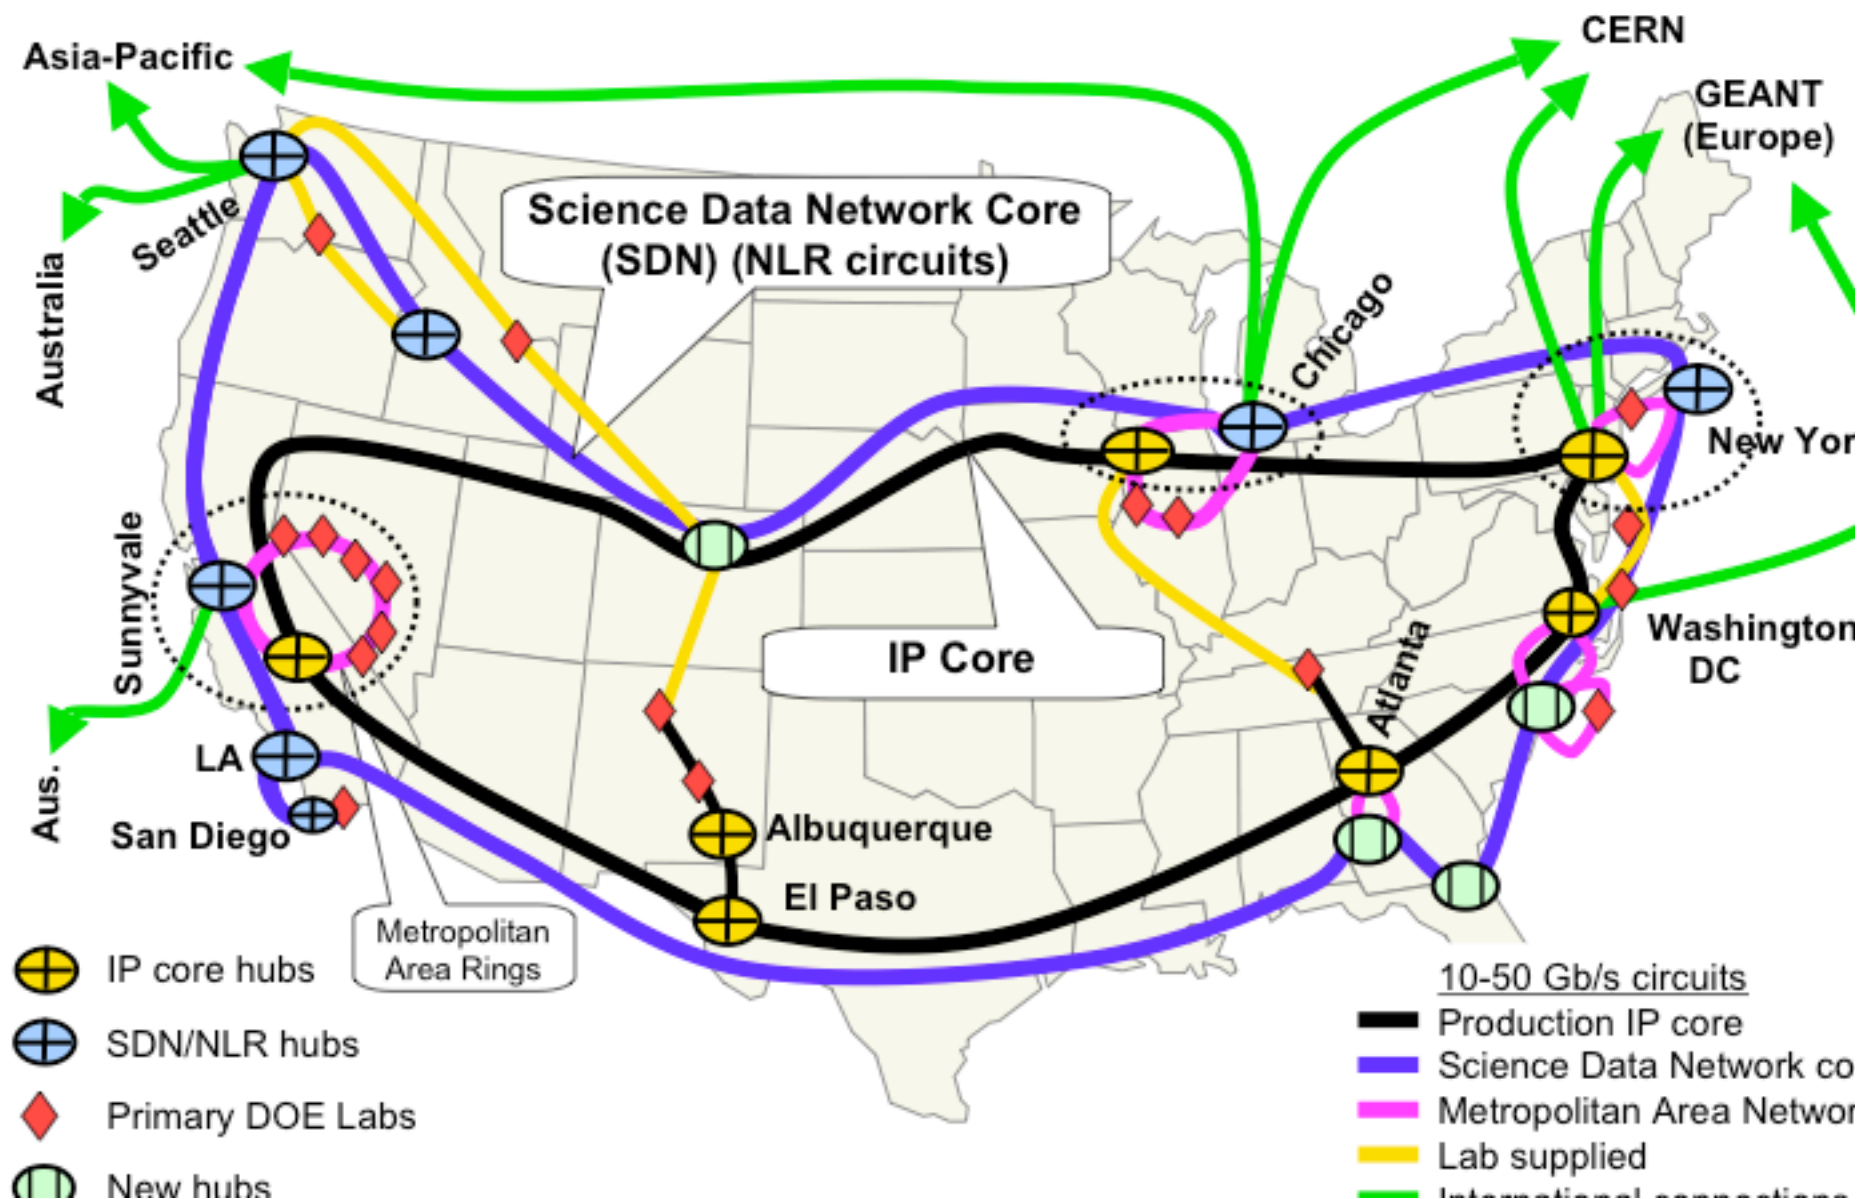 Asia-Pacific
CERN
GEANT
(Europe)
Science Data Network Core
(SDN) (NLR circuits)
Seattle
Australia
Chicago
New Yor
Sunnyvale
IP Core
Washington
DC
Atlanta
LA
Aus.
San Diego
Albuquerque
El Paso
Metropolitan
Area Rings
IP core hubs
SDN/NLR hubs
Primary DOE Labs
New hubs
10-50 Gb/s circuits
Production IP core
Science Data Network co
Metropolitan Area Networ
Lab supplied
International connections